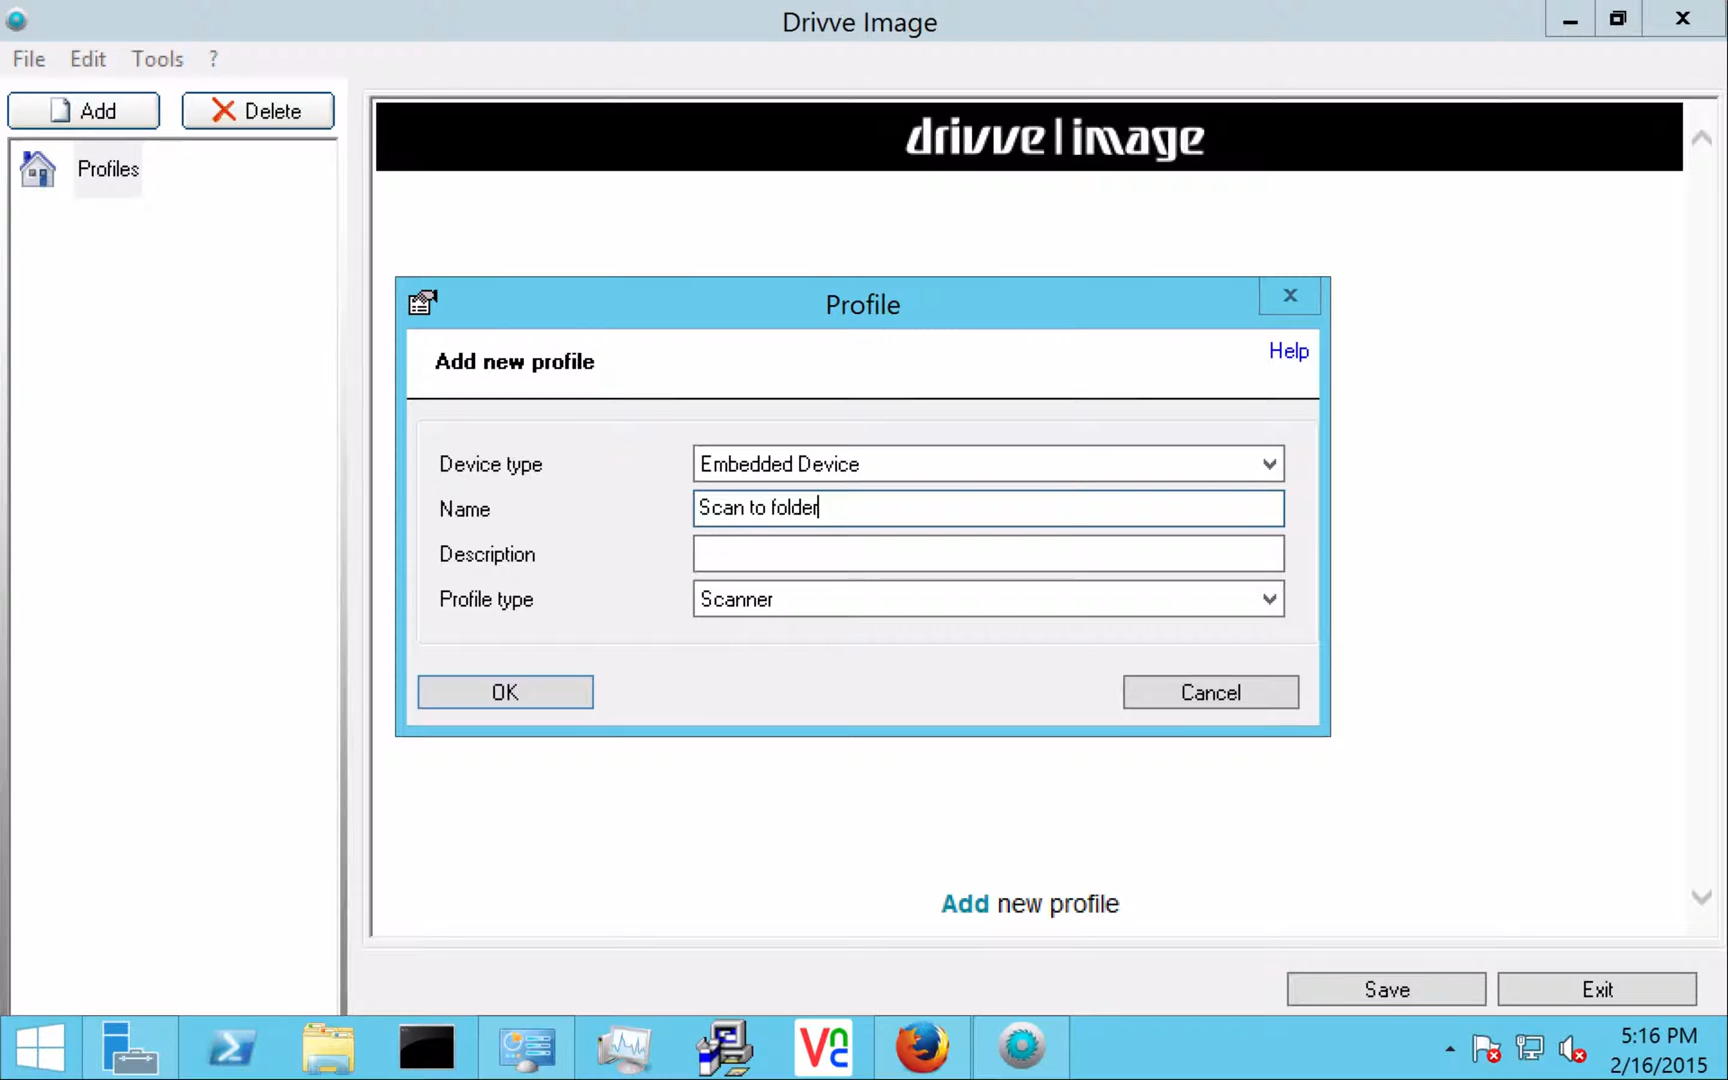 Drivve Image
File Edit Tools ?
Add Delete
Profiles
drivve | image
Profile
Add new profile
Help
Device type Embedded Device
Name Scan to folder
Description
Profile type Scanner
OK Cancel
Add new profile
Save Exit
VNC
5:16 PM
2/16/2015